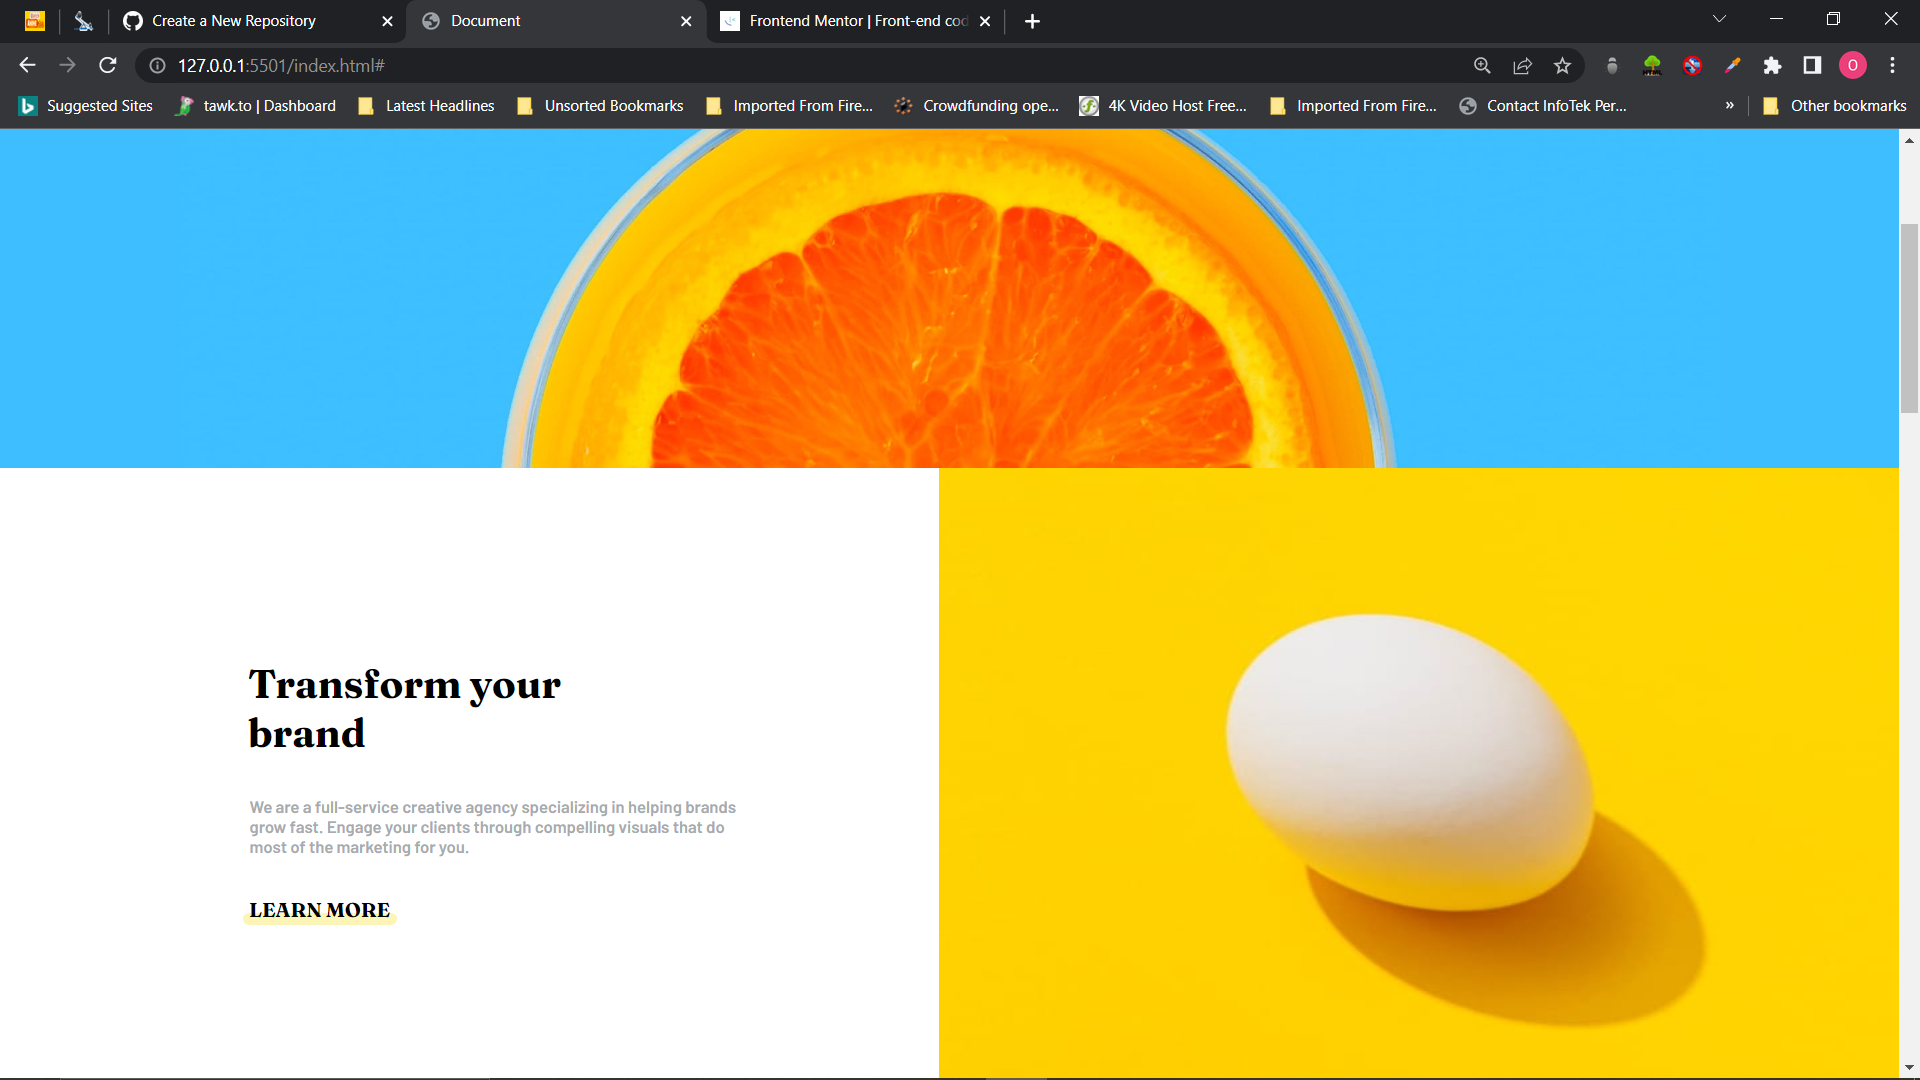 Create a New Repository
Document
Frontend Mentor | Front-end cod
127.0.0.1:5501/index.html#
O
Suggested Sites
tawk.to | Dashboard
Latest Headlines
Unsorted Bookmarks
Imported From Fire...
Crowdfunding ope...
4K Video Host Free...
Imported From Fire...
Contact InfoTek Per...
»
Other bookmarks
Transform your
brand
We are a full-service creative agency specializing in helping brands
grow fast. Engage your clients through compelling visuals that do
most of the marketing for you.
LEARN MORE